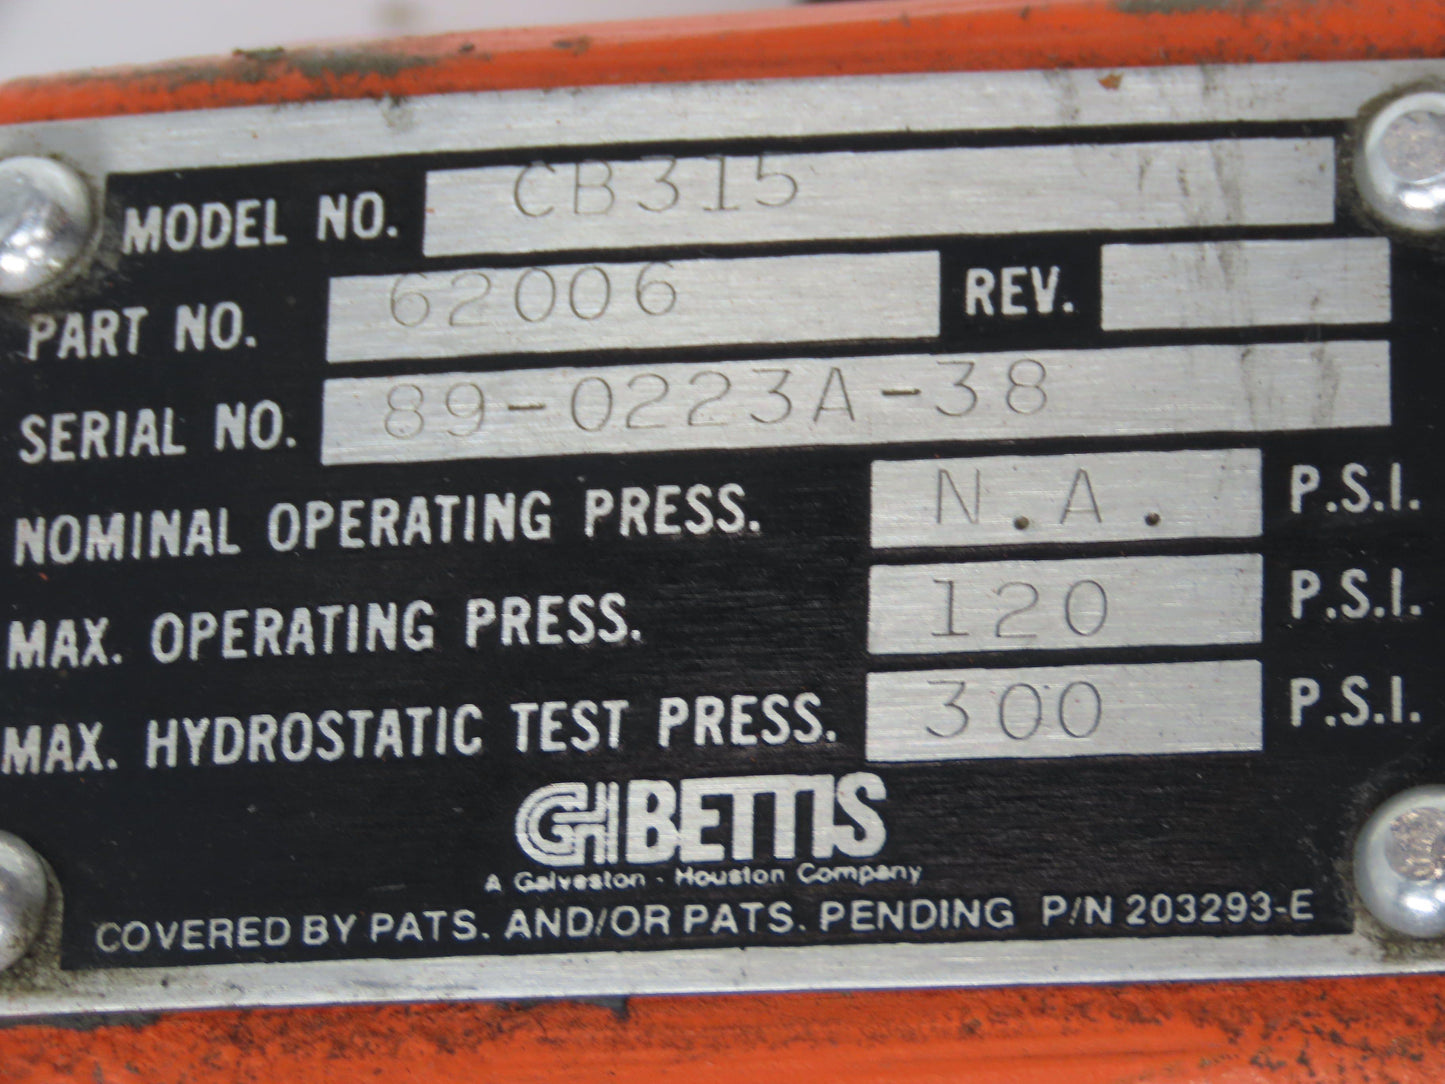 MODEL NO. CB315
PART NO. 62006 REV.
SERIAL NO. 89-0223A-38
NOMINAL OPERATING PRESS. N.A. P.S.I.
MAX. OPERATING PRESS. 120 P.S.I.
MAX. HYDROSTATIC TEST PRESS. 300 P.S.I.
GH BETTIS
A Galveston - Houston Company
COVERED BY PATS. AND/OR PATS. PENDING P/N 203293-E